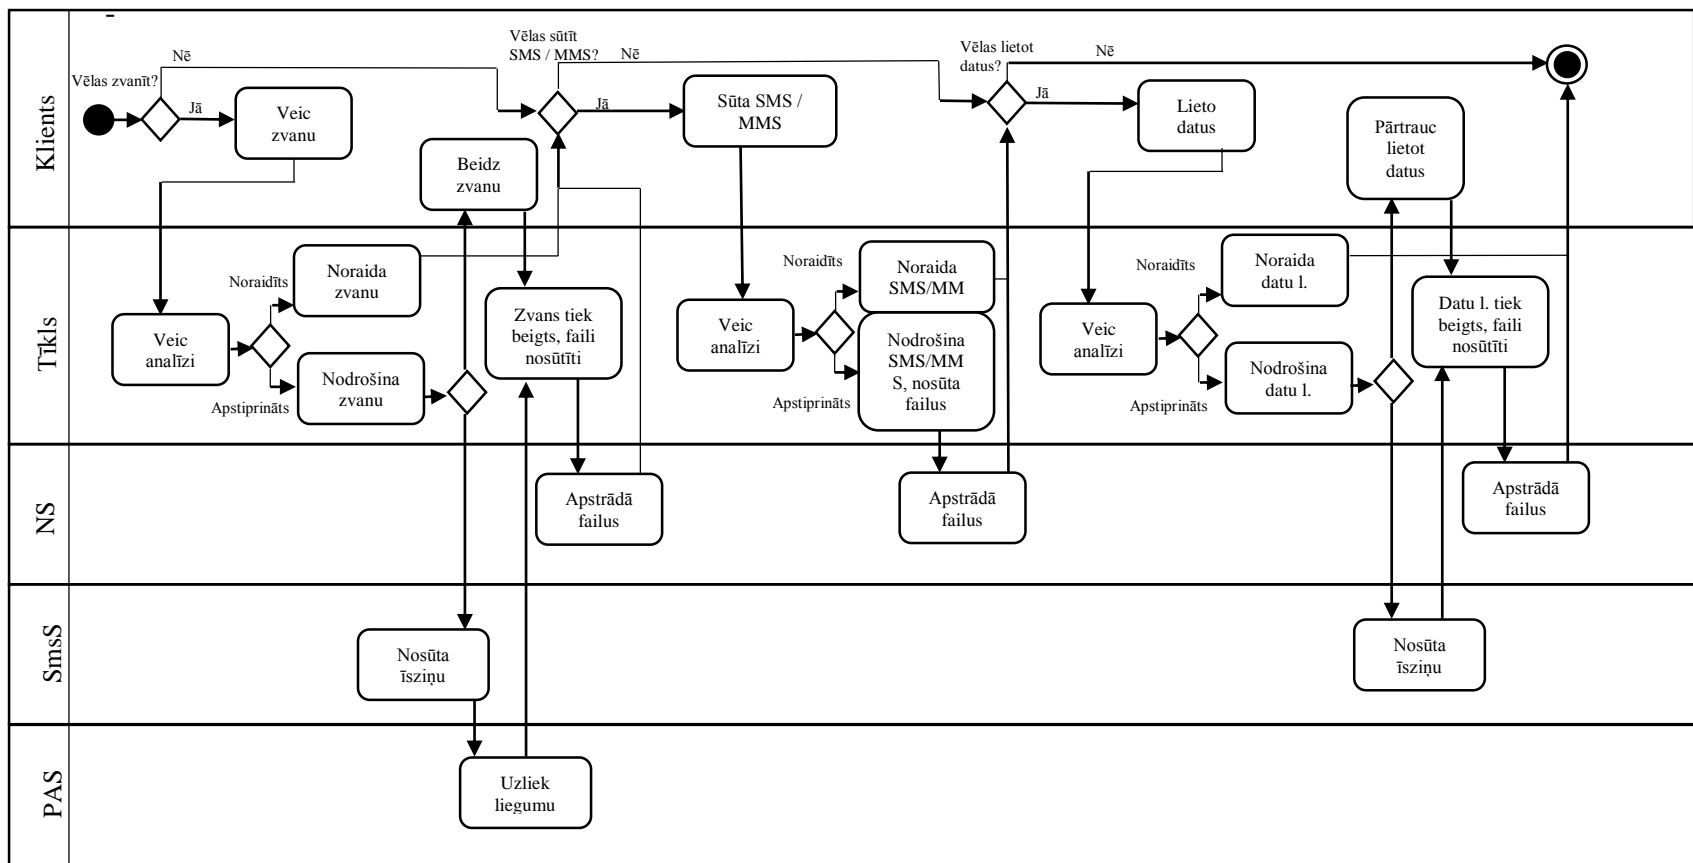 Klients
Vēlas zvanīt?
Nē
Jā
Veic
zvanu
Beidz
zvanu
Vēlas sūtīt
SMS / MMS?
Nē
Jā
Sūta SMS /
MMS
Vēlas lietot
datus?
Nē
Jā
Lieto
datus
Pārtrauc
lietot
datus
Tīkls
Veic
analīzi
Noraidīts
Noraida
zvanu
Apstiprināts
Nodrošina
zvanu
Zvans tiek
beigts, faili
nosūtīti
Veic
analīzi
Noraidīts
Noraida
SMS/MM
Apstiprināts
Nodrošina
SMS/MM
S, nosūta
failus
Veic
analīzi
Noraidīts
Noraida
datu l.
Apstiprināts
Nodrošina
datu l.
Datu l. tiek
beigts, faili
nosūtīti
NS
Apstrādā
failus
Apstrādā
failus
Apstrādā
failus
SmsS
Nosūta
īsziņu
Nosūta
īsziņu
PAS
Uzliek
liegumu